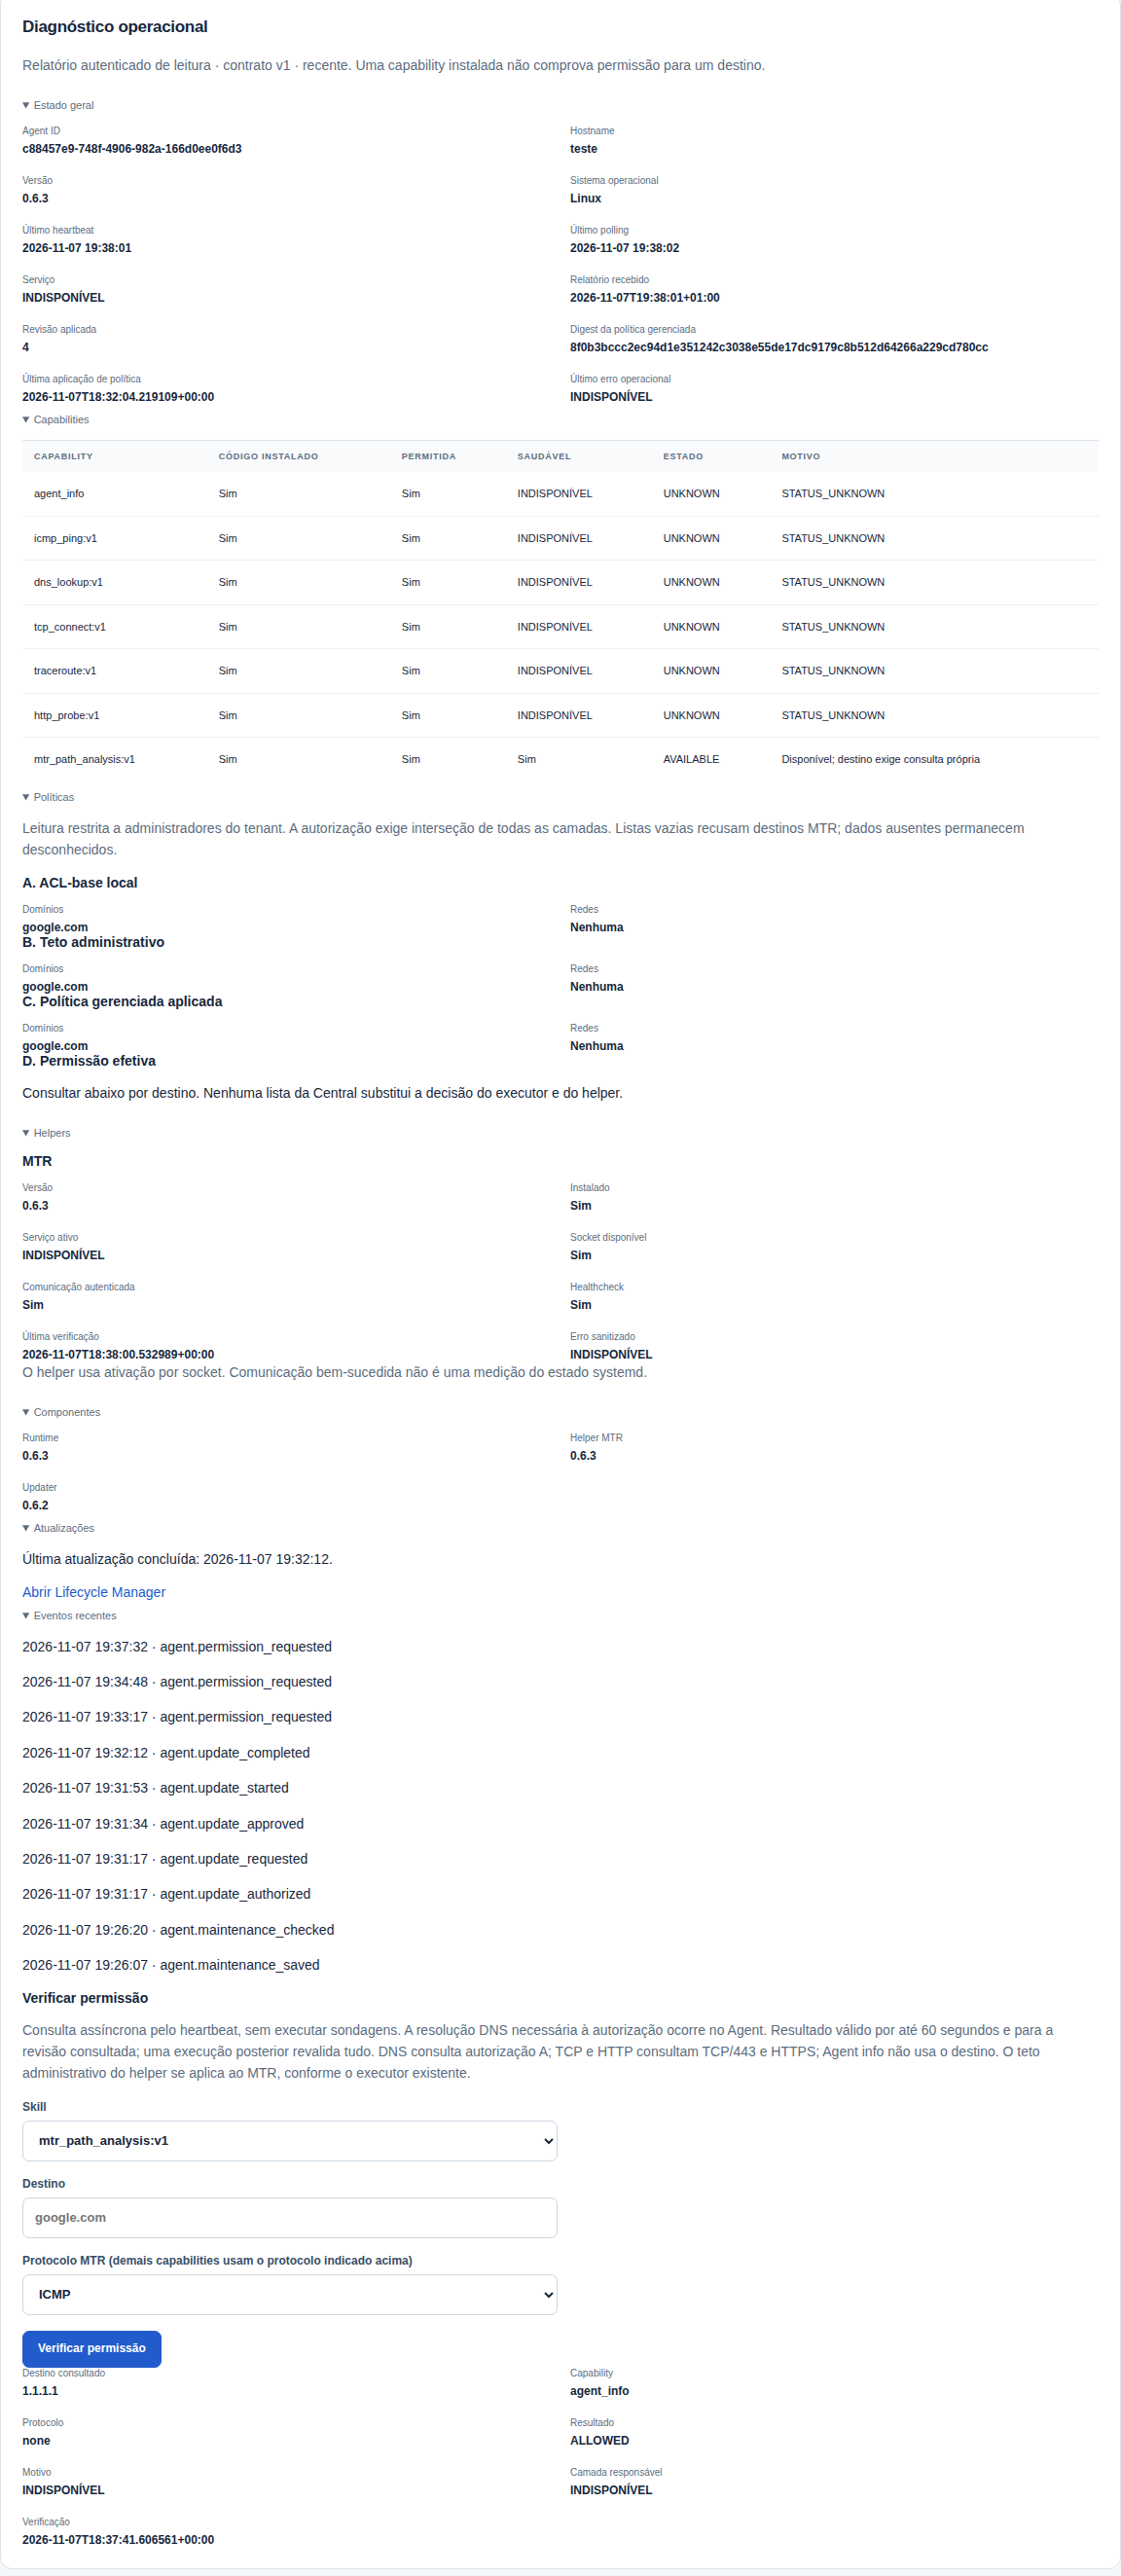 Diagnóstico operacional
Relatório autenticado de leitura · contrato v1 · recente. Uma capability instalada não comprova permissão para um destino.
▼ Estado geral
Agent ID
c88457e9-748f-4906-982a-166d0ee0f6d3
Hostname
teste
Versão
0.6.3
Sistema operacional
Linux
Último heartbeat
2026-11-07 19:38:01
Último polling
2026-11-07 19:38:02
Serviço
INDISPONÍVEL
Relatório recebido
2026-11-07T19:38:01+01:00
Revisão aplicada
4
Digest da política gerenciada
8f0b3bccc2ec94d1e351242c3038e55de17dc9179c8b512d64266a229cd780cc
Última aplicação de política
2026-11-07T18:32:04.219109+00:00
Último erro operacional
INDISPONÍVEL
▼ Capabilities
CAPABILITY CÓDIGO INSTALADO PERMITIDA SAUDÁVEL ESTADO MOTIVO
agent_info Sim Sim INDISPONÍVEL UNKNOWN STATUS_UNKNOWN
icmp_ping:v1 Sim Sim INDISPONÍVEL UNKNOWN STATUS_UNKNOWN
dns_lookup:v1 Sim Sim INDISPONÍVEL UNKNOWN STATUS_UNKNOWN
tcp_connect:v1 Sim Sim INDISPONÍVEL UNKNOWN STATUS_UNKNOWN
traceroute:v1 Sim Sim INDISPONÍVEL UNKNOWN STATUS_UNKNOWN
http_probe:v1 Sim Sim INDISPONÍVEL UNKNOWN STATUS_UNKNOWN
mtr_path_analysis:v1 Sim Sim Sim AVAILABLE Disponível; destino exige consulta própria
▼ Políticas
Leitura restrita a administradores do tenant. A autorização exige interseção de todas as camadas. Listas vazias recusam destinos MTR; dados ausentes permanecem
desconhecidos.
A. ACL-base local
Domínios
google.com
Redes
Nenhuma
B. Teto administrativo
Domínios
google.com
Redes
Nenhuma
C. Política gerenciada aplicada
Domínios
google.com
Redes
Nenhuma
D. Permissão efetiva
Consultar abaixo por destino. Nenhuma lista da Central substitui a decisão do executor e do helper.
▼ Helpers
MTR
Versão
0.6.3
Instalado
Sim
Serviço ativo
INDISPONÍVEL
Socket disponível
Sim
Comunicação autenticada
Sim
Healthcheck
Sim
Última verificação
2026-11-07T18:38:00.532989+00:00
Erro sanitizado
INDISPONÍVEL
O helper usa ativação por socket. Comunicação bem-sucedida não é uma medição do estado systemd.
▼ Componentes
Runtime
0.6.3
Helper MTR
0.6.3
Updater
0.6.2
▼ Atualizações
Última atualização concluída: 2026-11-07 19:32:12.
Abrir Lifecycle Manager
▼ Eventos recentes
2026-11-07 19:37:32 · agent.permission_requested
2026-11-07 19:34:48 · agent.permission_requested
2026-11-07 19:33:17 · agent.permission_requested
2026-11-07 19:32:12 · agent.update_completed
2026-11-07 19:31:53 · agent.update_started
2026-11-07 19:31:34 · agent.update_approved
2026-11-07 19:31:17 · agent.update_requested
2026-11-07 19:31:17 · agent.update_authorized
2026-11-07 19:26:20 · agent.maintenance_checked
2026-11-07 19:26:07 · agent.maintenance_saved
Verificar permissão
Consulta assíncrona pelo heartbeat, sem executar sondagens. A resolução DNS necessária à autorização ocorre no Agent. Resultado válido por até 60 segundos e para a
revisão consultada; uma execução posterior revalida tudo. DNS consulta autorização A; TCP e HTTP consultam TCP/443 e HTTPS; Agent info não usa o destino. O teto
administrativo do helper se aplica ao MTR, conforme o executor existente.
Skill
mtr_path_analysis:v1
Destino
google.com
Protocolo MTR (demais capabilities usam o protocolo indicado acima)
ICMP
Verificar permissão
Destino consultado
1.1.1.1
Capability
agent_info
Protocolo
none
Resultado
ALLOWED
Motivo
INDISPONÍVEL
Camada responsável
INDISPONÍVEL
Verificação
2026-11-07T18:37:41.606561+00:00